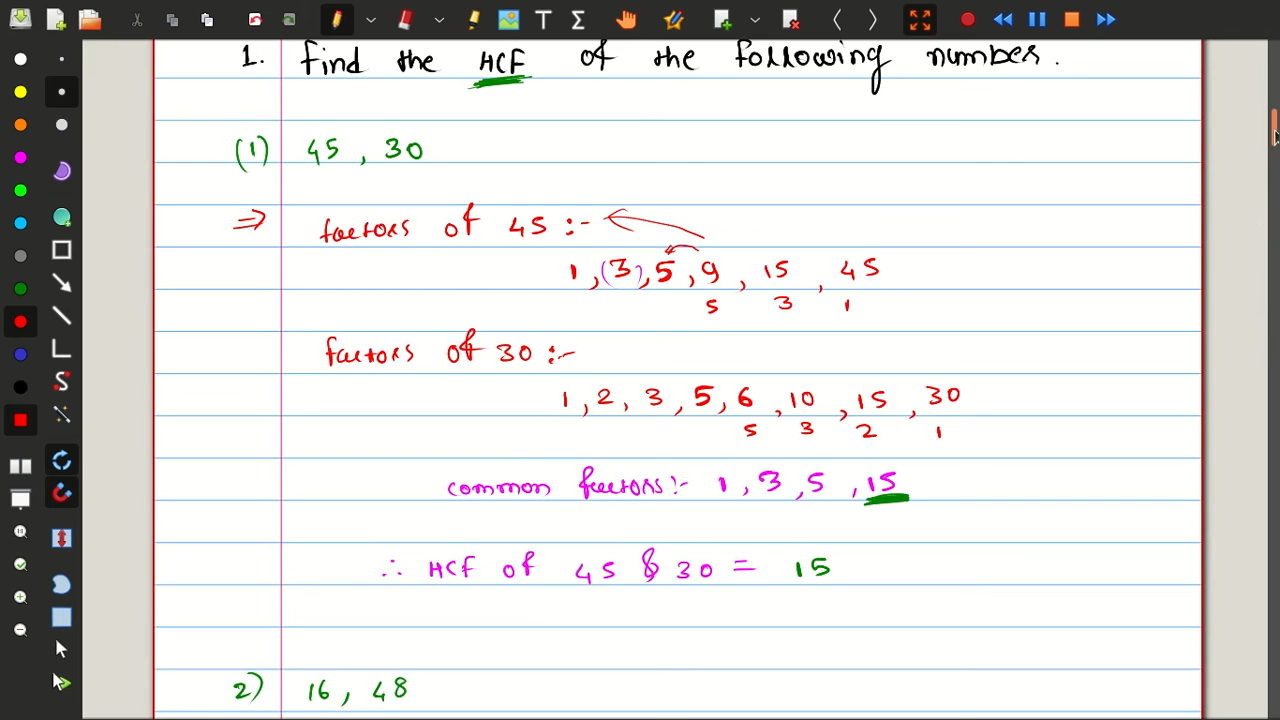 1. find the HCF of the following number.
(1) 45, 30
⇒ factors of 45 :-
1, (3), 5, 9, 15, 45
5 3 1
factors of 30 :-
1, 2, 3, 5, 6, 10, 15, 30
5 3 2 1
common factors:- 1, 3, 5, 15
∴ HCF of 45 & 30 = 15
2) 16, 48